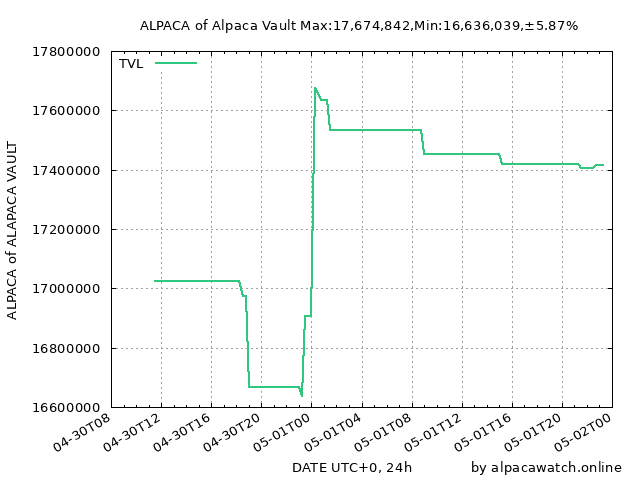 ALPACA of Alpaca Vault Max:17,674,842,Min:16,636,039,±5.87%
TVL
17800000
17600000
17400000
17200000
17000000
16800000
16600000
ALPACA of ALAPACA VAULT
04-30T08
04-30T12
04-30T16
04-30T20
05-01T00
05-01T04
05-01T08
05-01T12
05-01T16
05-01T20
05-02T00
DATE UTC+0, 24h
by alpacawatch.online